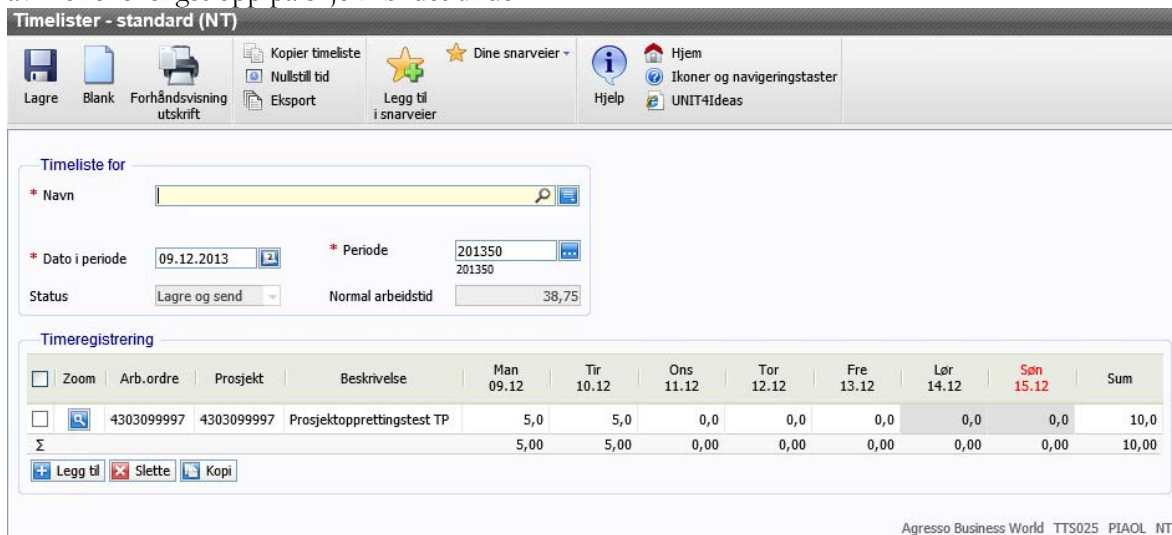 Timelister - standard (NT)
Lagre
Blank
Forhåndsvisning
utskrift
Kopier timeliste
Nullstill tid
Eksport
Legg til
i snarveier
Dine snarveier
Hjelp
Hjem
Ikoner og navigeringstaster
UNIT4Ideas
Timeliste for
* Navn
* Dato i periode 09.12.2013 * Periode 201350
201350
Status Lagre og send Normal arbeidstid 38,75
Timeregistrering
Zoom Arb.ordre Prosjekt Beskrivelse Man 09.12 Tir 10.12 Ons 11.12 Tor 12.12 Fre 13.12 Lør 14.12 Søn 15.12 Sum
4303099997 4303099997 Prosjektopprettingstest TP 5,0 5,0 0,0 0,0 0,0 0,0 0,0 10,0
Σ 5,00 5,00 0,00 0,00 0,00 0,00 0,00 10,00
Legg til Slette Kopi
Agresso Business World TTS025 PIAOL NT